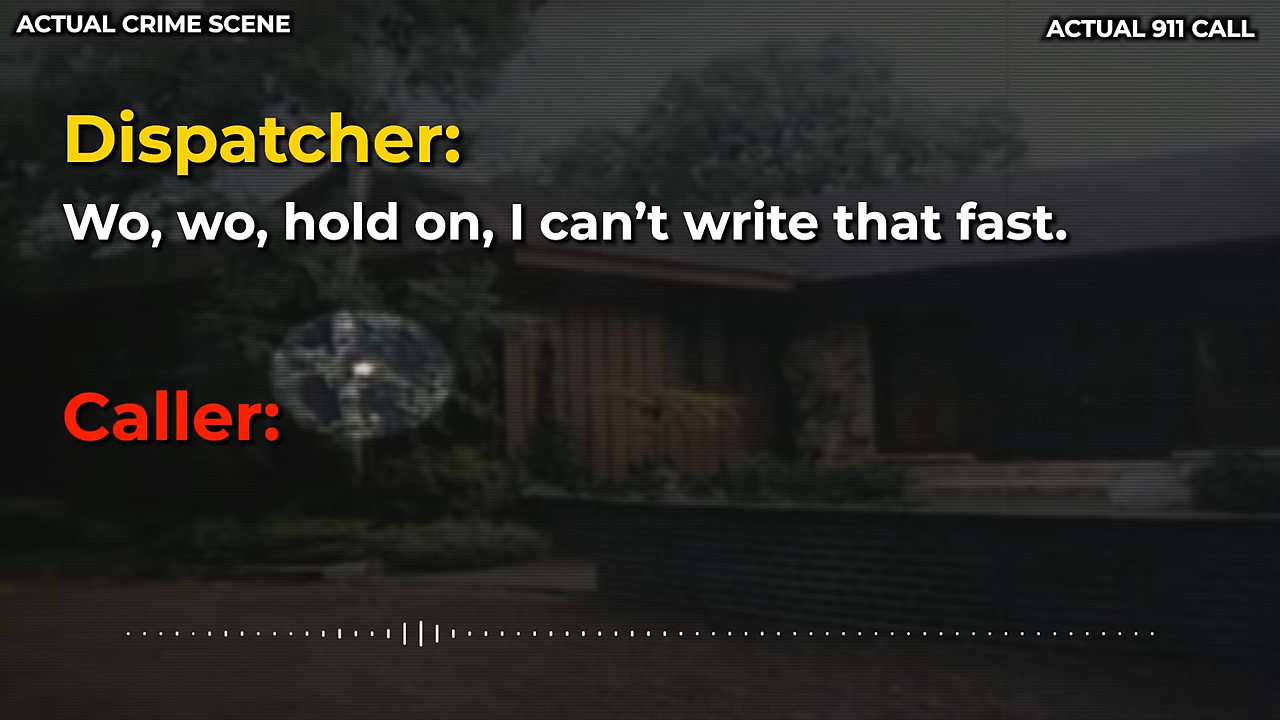 ACTUAL CRIME SCENE
ACTUAL 911 CALL
Dispatcher:
Wo, wo, hold on, I can’t write that fast.
Caller: